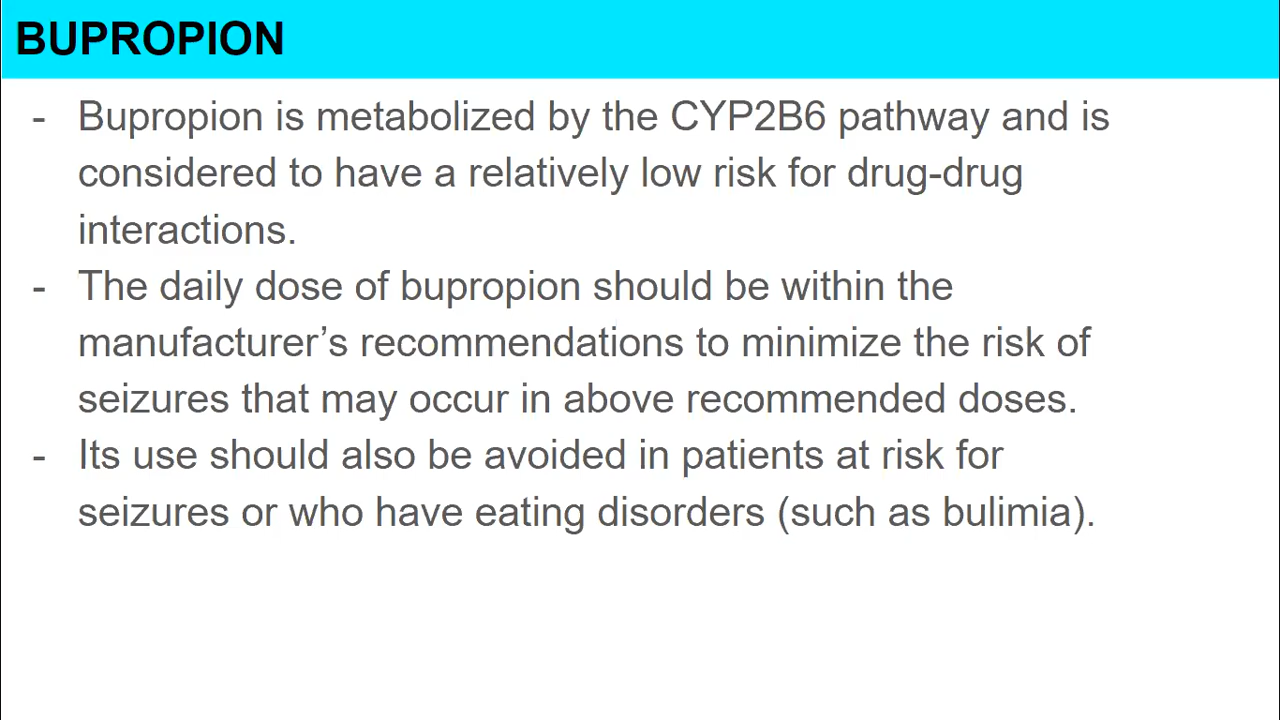 BUPROPION
- Bupropion is metabolized by the CYP2B6 pathway and is
considered to have a relatively low risk for drug-drug
interactions.
- The daily dose of bupropion should be within the
manufacturer’s recommendations to minimize the risk of
seizures that may occur in above recommended doses.
- Its use should also be avoided in patients at risk for
seizures or who have eating disorders (such as bulimia).